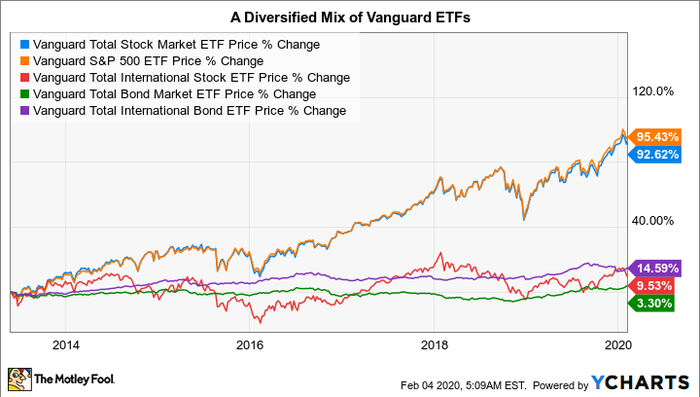 A Diversified Mix of Vanguard ETFs
Vanguard Total Stock Market ETF Price % Change
Vanguard S&P 500 ETF Price % Change
Vanguard Total International Stock ETF Price % Change
Vanguard Total Bond Market ETF Price % Change
Vanguard Total International Bond ETF Price % Change
120.0%
95.43%
92.62%
40.00%
14.59%
9.53%
3.30%
2014 2016 2018 2020
The Motley Fool.
Feb 04 2020, 5:09AM EST. Powered by YCHARTS